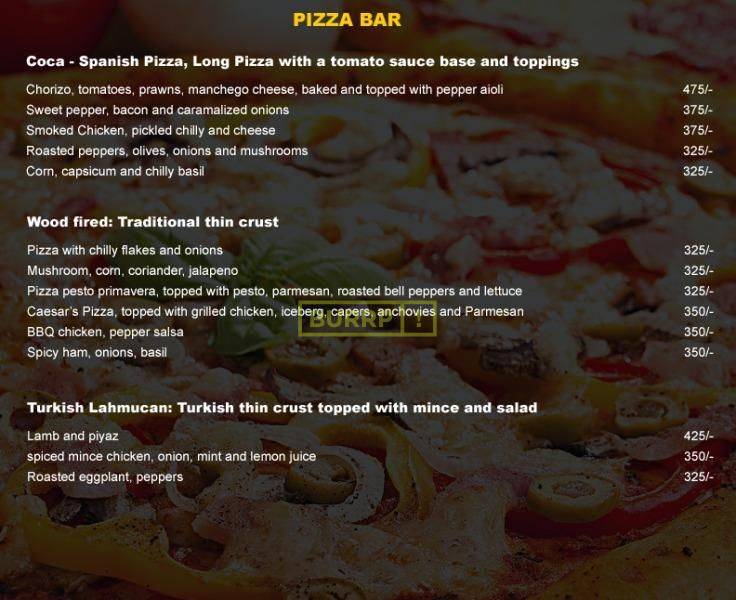 PIZZA BAR
Coca - Spanish Pizza, Long Pizza with a tomato sauce base and toppings
Chorizo, tomatoes, prawns, manchego cheese, baked and topped with pepper aioli 475/-
Sweet pepper, bacon and caramalized onions 375/-
Smoked Chicken, pickled chilly and cheese 375/-
Roasted peppers, olives, onions and mushrooms 325/-
Corn, capsicum and chilly basil 325/-
Wood fired: Traditional thin crust
Pizza with chilly flakes and onions 325/-
Mushroom, corn, coriander, jalapeno 325/-
Pizza pesto primavera, topped with pesto, parmesan, roasted bell peppers and lettuce 325/-
Caesar's Pizza, topped with grilled chicken, iceberg, capers, anchovies and Parmesan 350/-
BURRP!
BBQ chicken, pepper salsa 350/-
Spicy ham, onions, basil 350/-
Turkish Lahmucan: Turkish thin crust topped with mince and salad
Lamb and piyaz 425/-
spiced mince chicken, onion, mint and lemon juice 350/-
Roasted eggplant, peppers 325/-